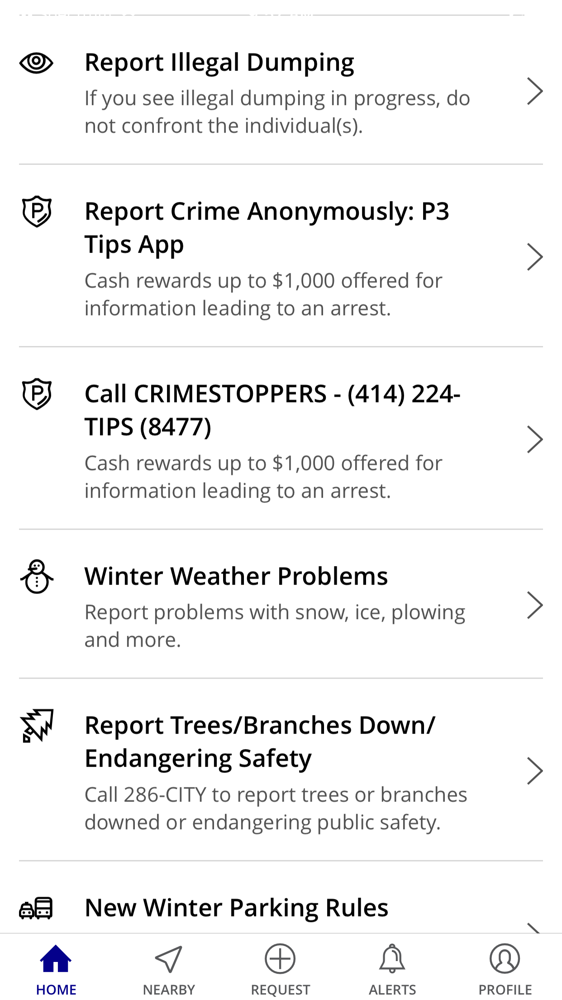 Report Illegal Dumping
If you see illegal dumping in progress, do
not confront the individual(s).
Report Crime Anonymously: P3
Tips App
Cash rewards up to $1,000 offered for
information leading to an arrest.
Call CRIMESTOPPERS - (414) 224-
TIPS (8477)
Cash rewards up to $1,000 offered for
information leading to an arrest.
Winter Weather Problems
Report problems with snow, ice, plowing
and more.
Report Trees/Branches Down/
Endangering Safety
Call 286-CITY to report trees or branches
downed or endangering public safety.
New Winter Parking Rules
HOME NEARBY REQUEST ALERTS PROFILE